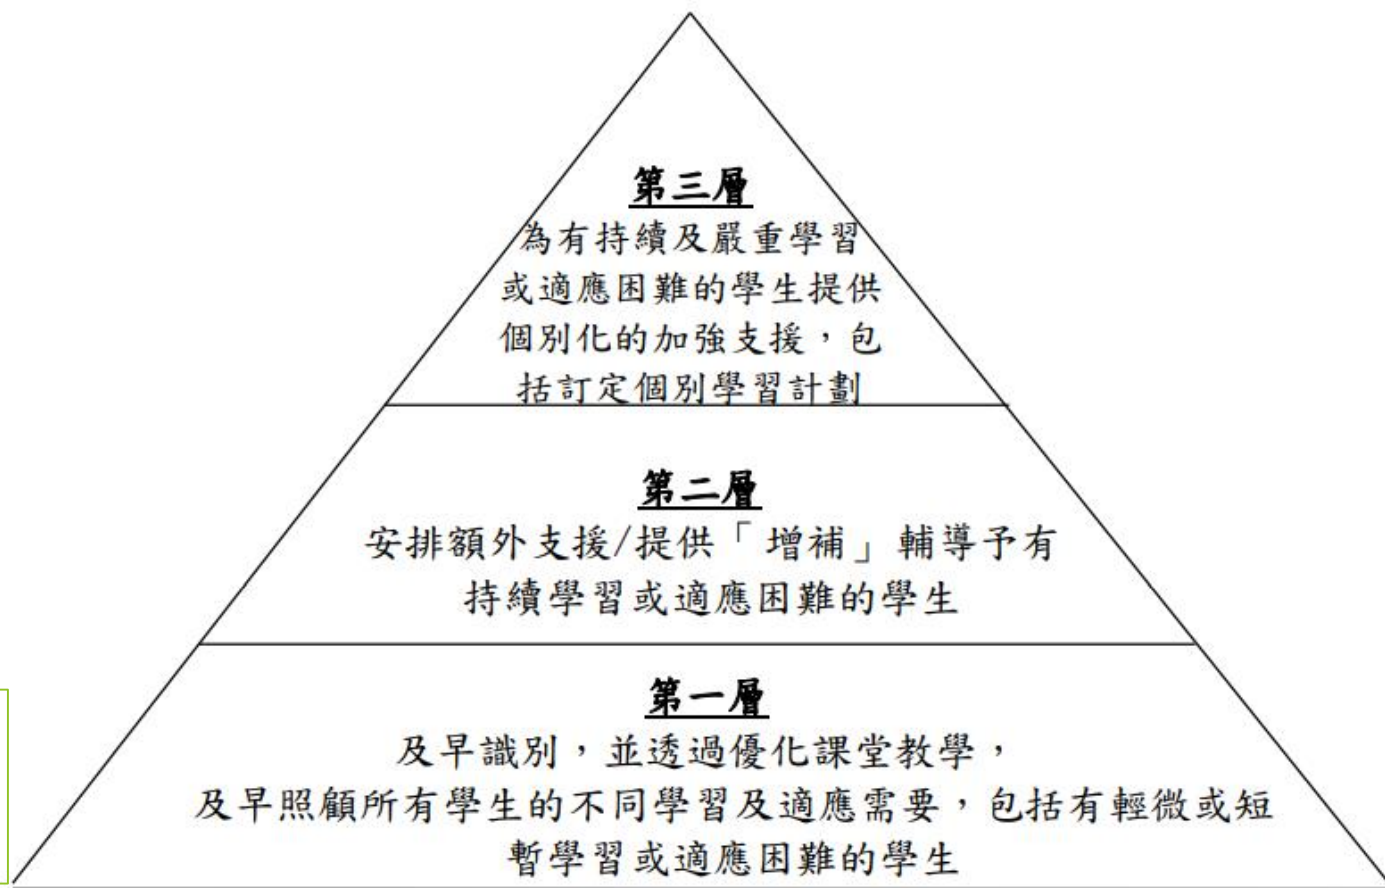 第三層
為有持續及嚴重學習
或適應困難的學生提供
個別化的加強支援，包
括訂定個別學習計劃
第二層
安排額外支援/提供「增補」輔導予有
持續學習或適應困難的學生
第一層
及早識別，並透過優化課堂教學，
及早照顧所有學生的不同學習及適應需要，包括有輕微或短
暫學習或適應困難的學生